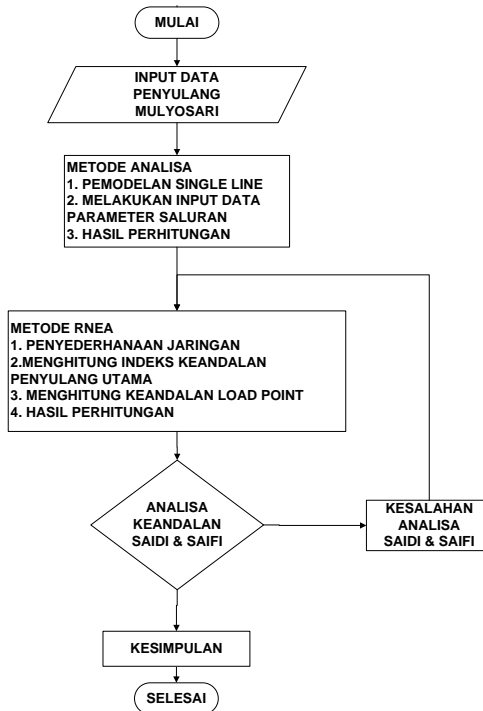 MULAI
INPUT DATA
PENYULANG
MULYOSARI
METODE ANALISA
1. PEMODELAN SINGLE LINE
2. MELAKUKAN INPUT DATA
PARAMETER SALURAN
3. HASIL PERHITUNGAN
METODE RNEA
1. PENYEDERHANAAN JARINGAN
2.MENGHITUNG INDEKS KEANDALAN
PENYULANG UTAMA
3. MENGHITUNG KEANDALAN LOAD POINT
4. HASIL PERHITUNGAN
ANALISA
KEANDALAN
SAIDI & SAIFI
KESALAHAN
ANALISA
SAIDI & SAIFI
KESIMPULAN
SELESAI